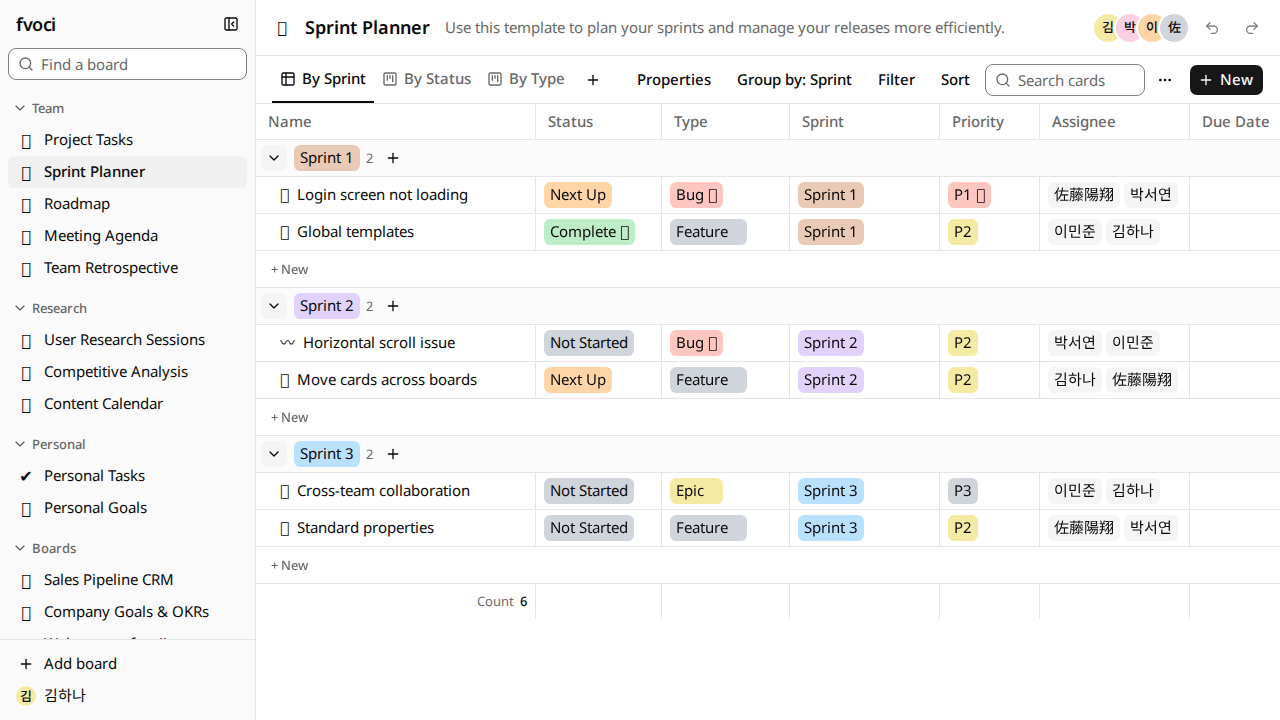 fvoci
Find a board
Team
Project Tasks
Sprint Planner
Roadmap
Meeting Agenda
Team Retrospective
Research
User Research Sessions
Competitive Analysis
Content Calendar
Personal
✔ Personal Tasks
Personal Goals
Boards
Sales Pipeline CRM
Company Goals & OKRs
+ Add board
김 김하나
Sprint Planner Use this template to plan your sprints and manage your releases more efficiently. 김 박 이 佐
By Sprint By Status By Type + Properties Group by: Sprint Filter Sort Search cards ... + New
Name Status Type Sprint Priority Assignee Due Date
Sprint 1 2 +
Login screen not loading Next Up Bug Sprint 1 P1 佐藤陽翔 박서연
Global templates Complete Feature Sprint 1 P2 이민준 김하나
+ New
Sprint 2 2 +
〰 Horizontal scroll issue Not Started Bug Sprint 2 P2 박서연 이민준
Move cards across boards Next Up Feature Sprint 2 P2 김하나 佐藤陽翔
+ New
Sprint 3 2 +
Cross-team collaboration Not Started Epic Sprint 3 P3 이민준 김하나
Standard properties Not Started Feature Sprint 3 P2 佐藤陽翔 박서연
+ New
Count 6